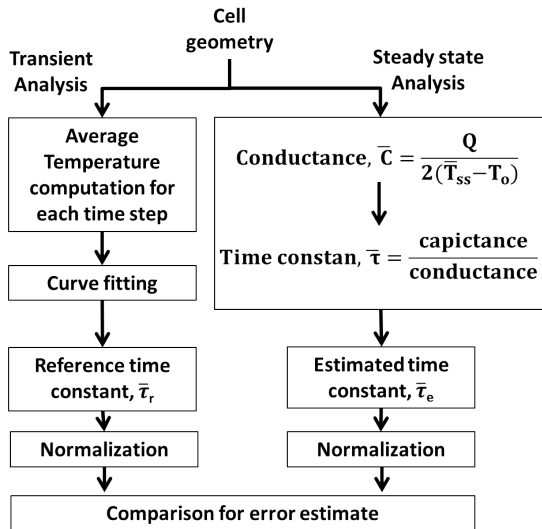 Cell
geometry
Transient
Analysis
Steady state
Analysis
Average
Temperature
computation for
each time step
Curve fitting
Reference time
constant, τ̅r
Normalization
Conductance, C̅ = Q / 2(T̅ss−To)
Time constan, τ̅ = capictance / conductance
Estimated time
constant, τ̅e
Normalization
Comparison for error estimate